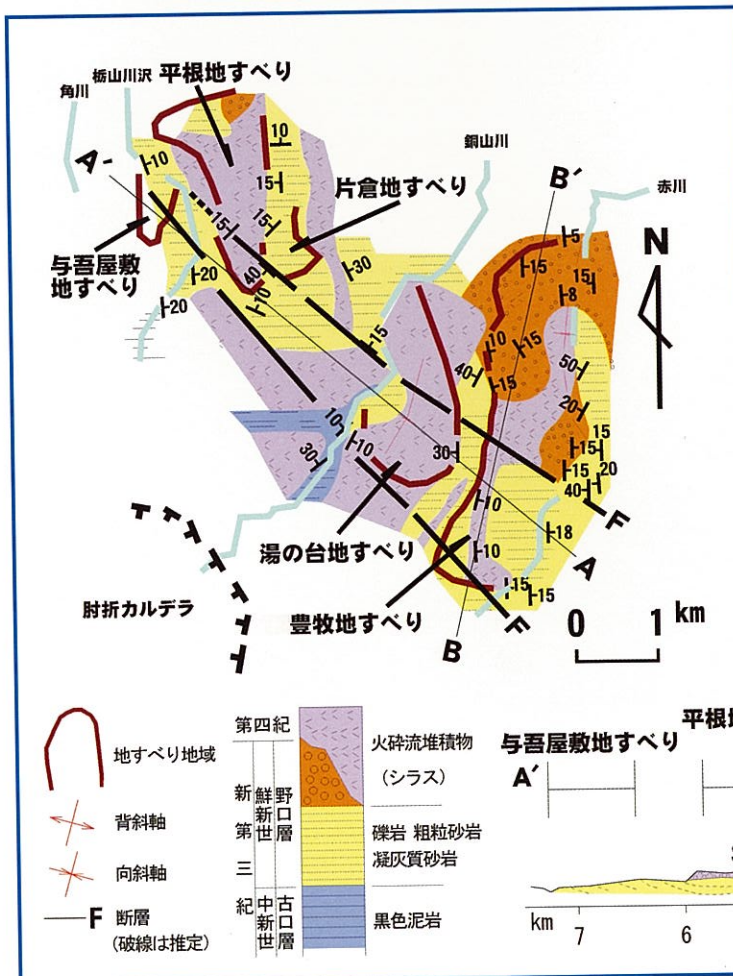 栃山川沢 平根地すべり
角川
銅山川
A-
10
10
B′
赤川
15
片倉地すべり
N
15
15
5
与吾屋敷
地すべり
15
15
8
20
40
30
20
10
15
10
15
40
15
50
20
10
30
10
30
15
15
15
20
40
10
18
F
湯の台地すべり
10
A
15
15
肘折カルデラ
豊牧地すべり
F
B
0 1 km
地すべり地域
背斜軸
向斜軸
F 断層
(破線は推定)
第四紀
新第三紀
鮮新世
野口層
中新世
古口層
火砕流堆積物
(シラス)
礫岩 粗粒砂岩
凝灰質砂岩
黒色泥岩
平根地
与吾屋敷地すべり
A′
km
7
6